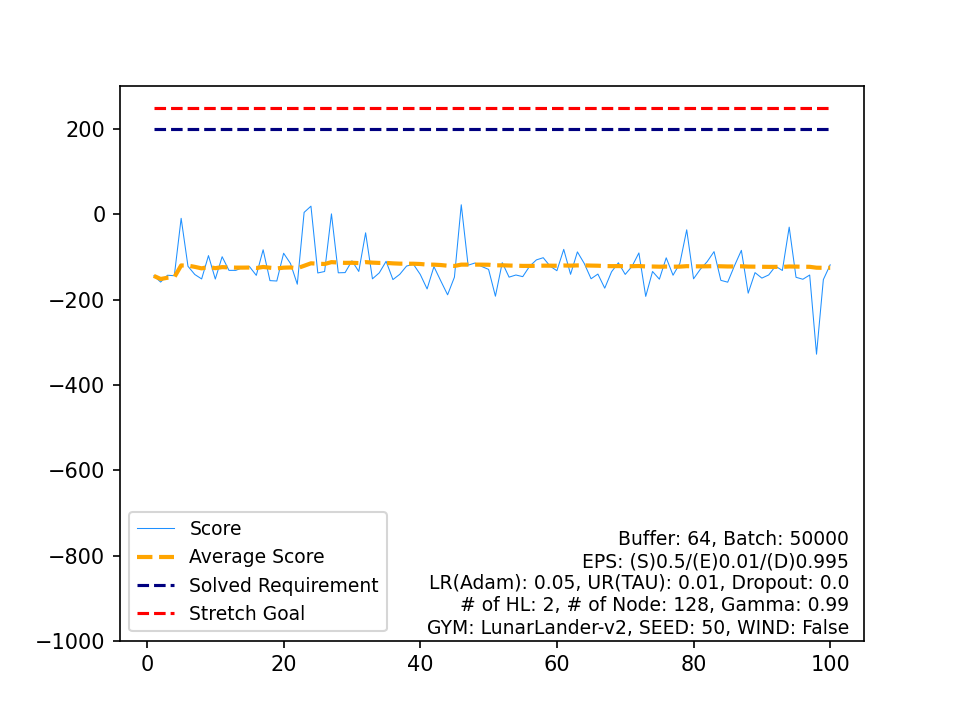 200
0
−200
−400
−600
−800
−1000
0
20
40
60
80
100
Score
Average Score
Solved Requirement
Stretch Goal
Buffer: 64, Batch: 50000
EPS: (S)0.5/(E)0.01/(D)0.995
LR(Adam): 0.05, UR(TAU): 0.01, Dropout: 0.0
# of HL: 2, # of Node: 128, Gamma: 0.99
GYM: LunarLander-v2, SEED: 50, WIND: False